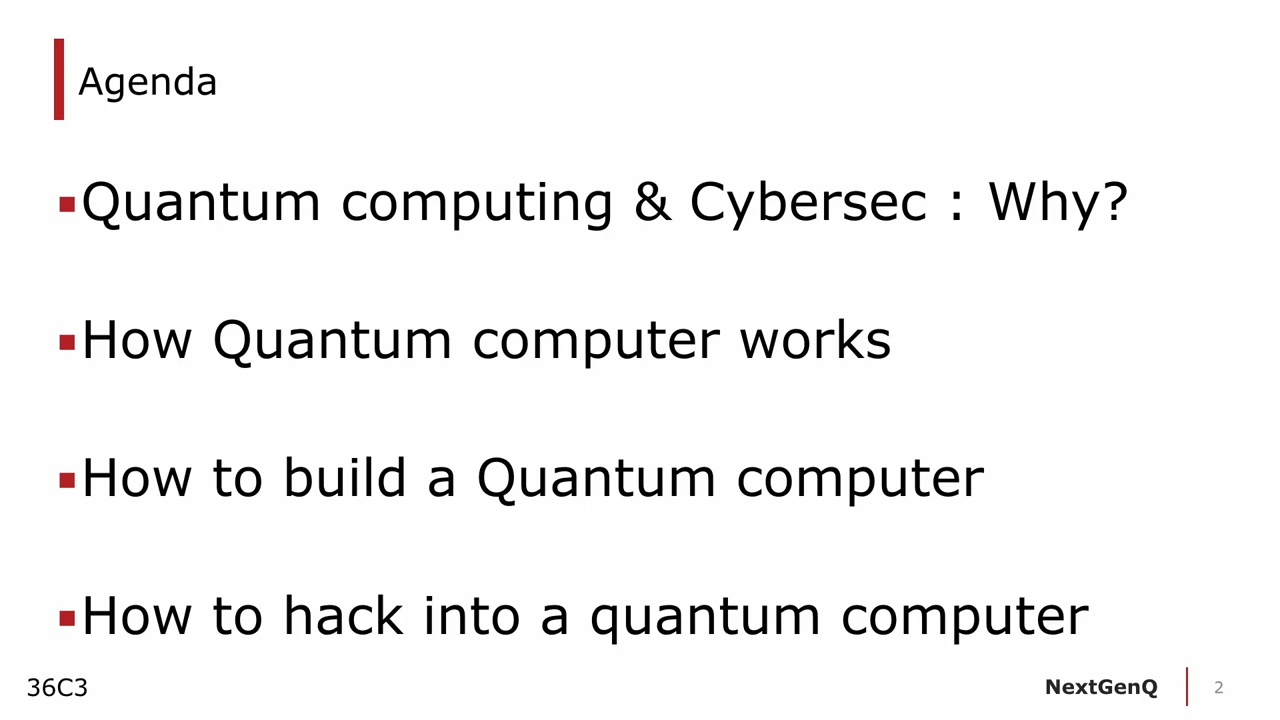 Agenda
▪Quantum computing & Cybersec : Why?
▪How Quantum computer works
▪How to build a Quantum computer
▪How to hack into a quantum computer
36C3
NextGenQ
2